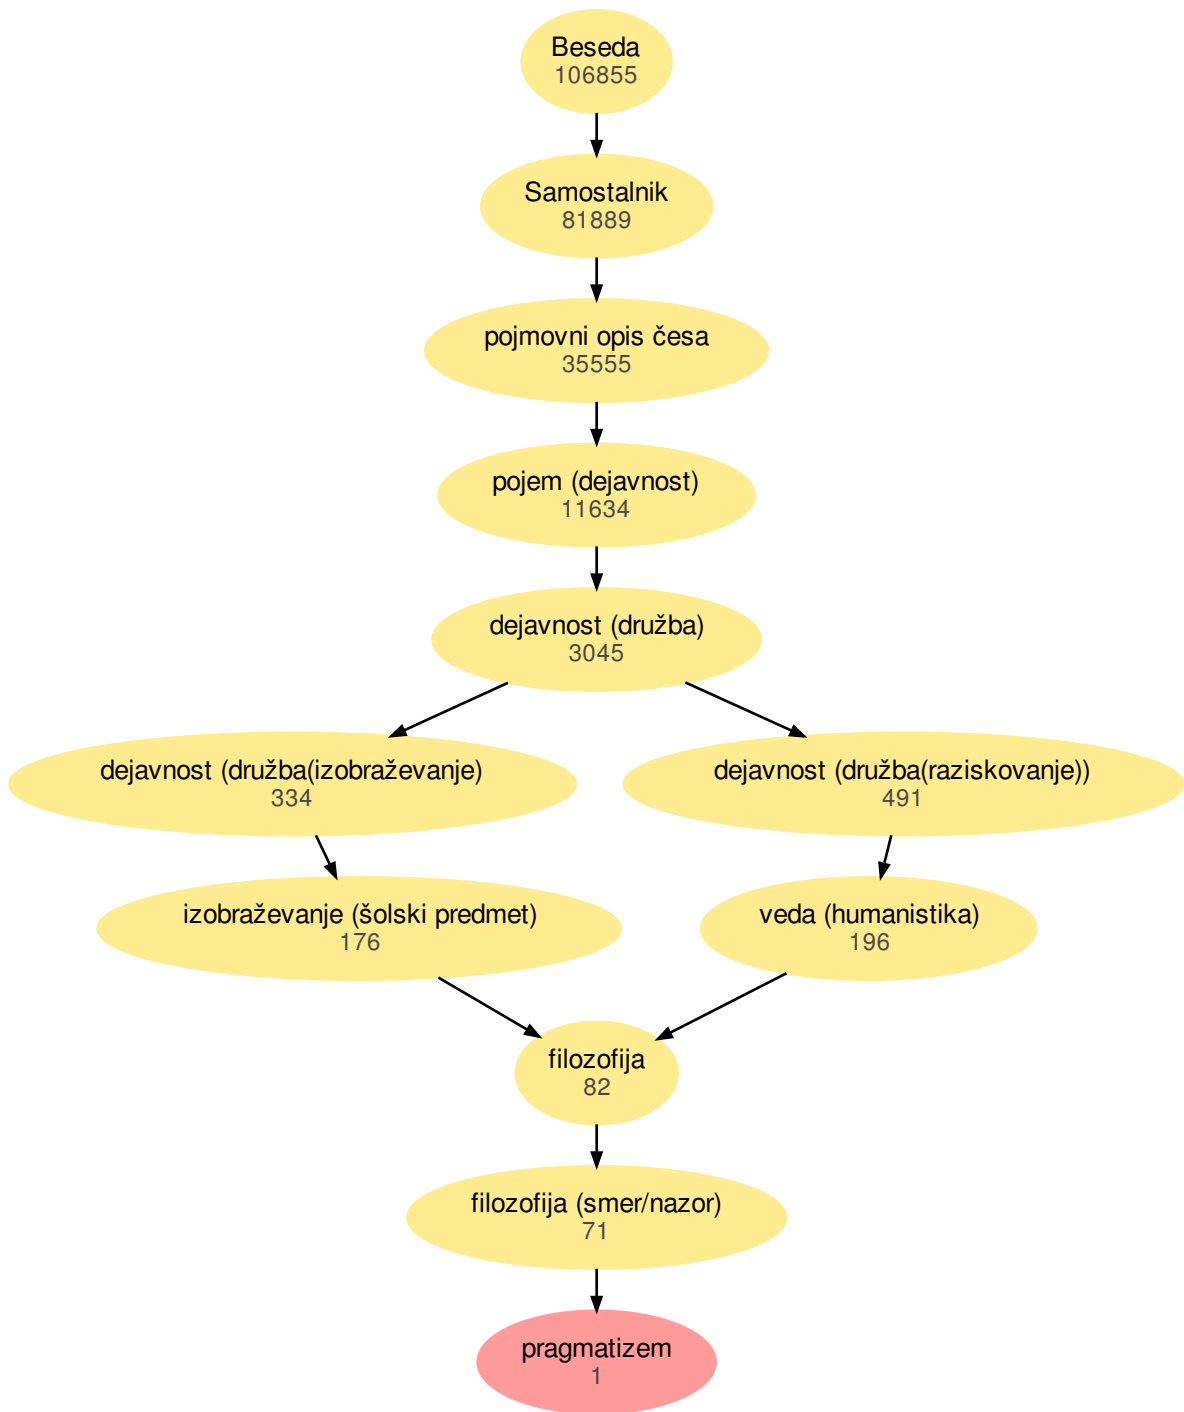 Beseda
106855
Samostalnik
81889
pojmovni opis česa
35555
pojem (dejavnost)
11634
dejavnost (družba)
3045
dejavnost (družba(izobraževanje)
334
dejavnost (družba(raziskovanje))
491
izobraževanje (šolski predmet)
176
veda (humanistika)
196
filozofija
82
filozofija (smer/nazor)
71
pragmatizem
1